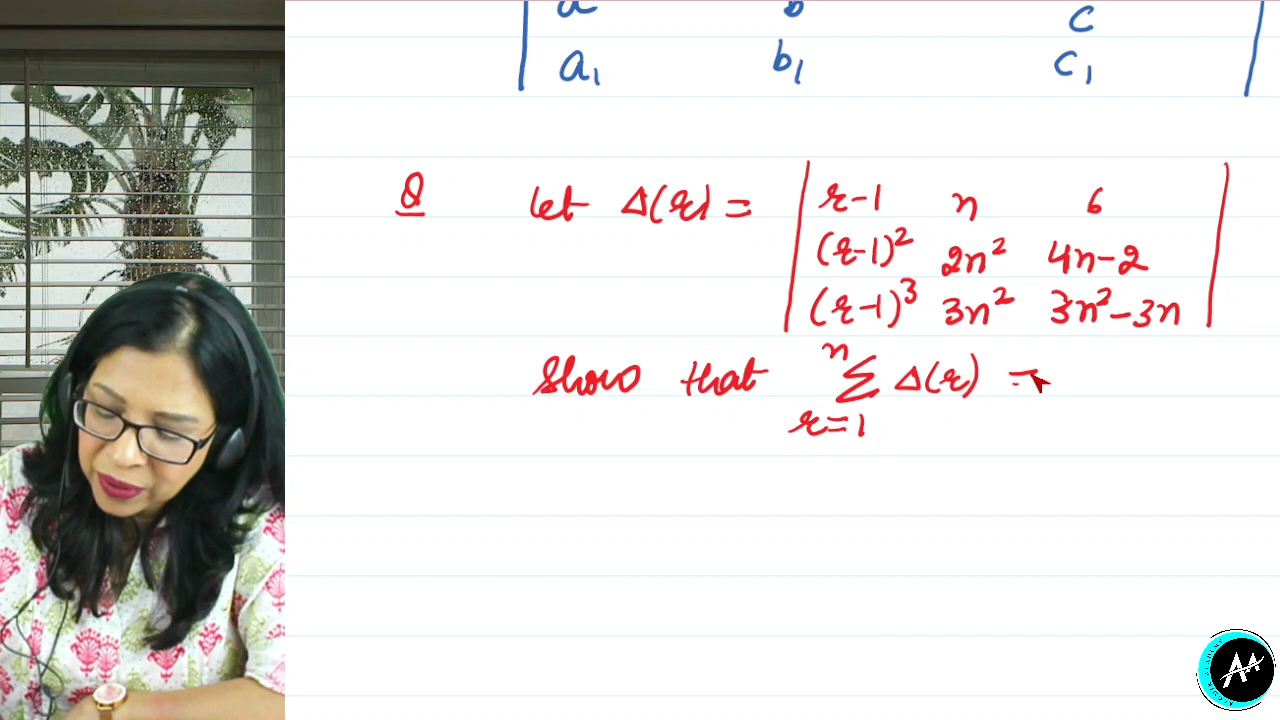 a b c
a₁ b₁ c₁
Q let Δ(r) = | r-1 n 6 |
| (r-1)² 2n² 4n-2 |
| (r-1)³ 3n² 3n²-3n |
Show that n Σ r=1 Δ(r) =